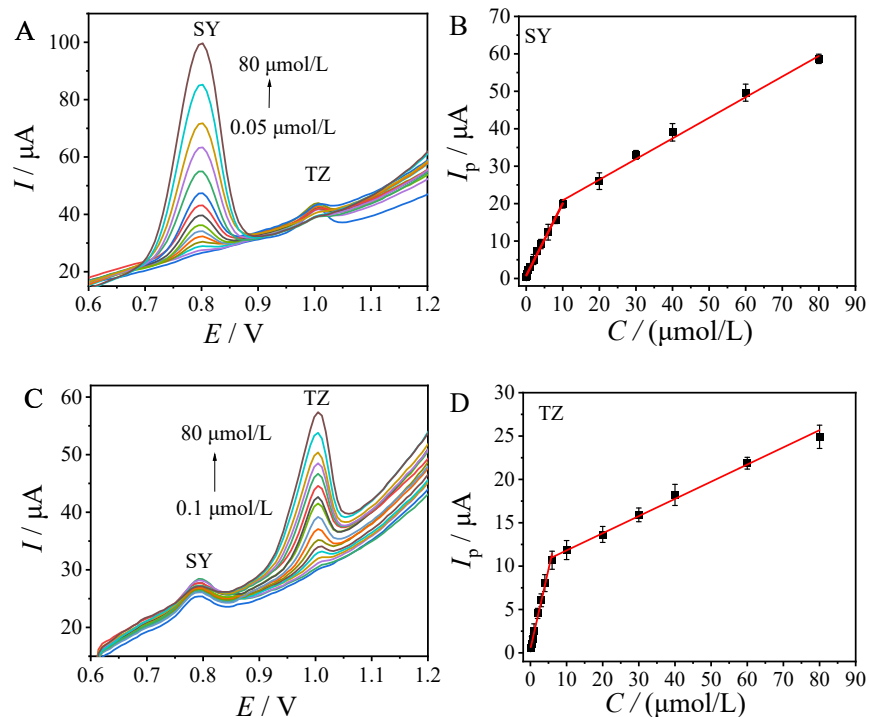 A
SY
80 μmol/L
0.05 μmol/L
TZ
I / μA
100
80
60
40
20
0.6 0.7 0.8 0.9 1.0 1.1 1.2
E / V
B
SY
Ip / μA
70
60
50
40
30
20
10
0
0 10 20 30 40 50 60 70 80 90
C / (μmol/L)
C
TZ
80 μmol/L
0.1 μmol/L
SY
I / μA
60
50
40
30
20
0.6 0.7 0.8 0.9 1.0 1.1 1.2
E / V
D
TZ
Ip / μA
30
25
20
15
10
5
0
0 10 20 30 40 50 60 70 80 90
C / (μmol/L)